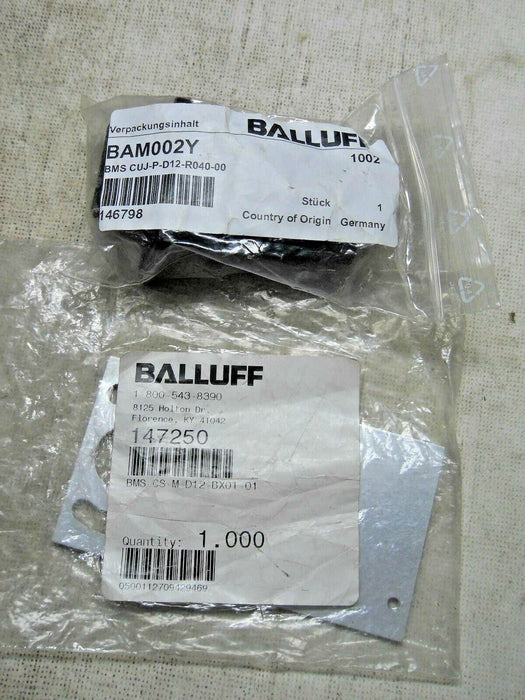 Verpackungsinhalt
BALLUFF
BAM002Y
1002
BMS CUJ-P-D12-R040-00
Stück 1
146798
Country of Origin Germany
BALLUFF
1 800 543-8390
8125 Holton Dr.
Florence, KY 41042
147250
BMS CS-M-D12-BX01-01
Quantity: 1.000
0500112709429469